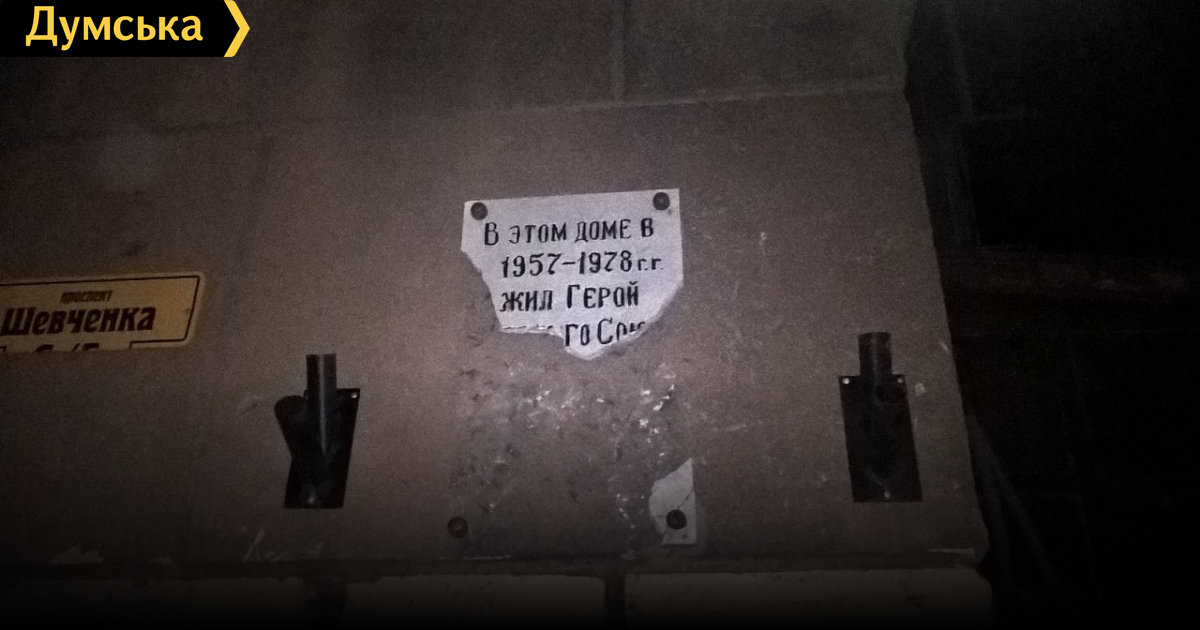 Думська
В ЭТОМ ДОМЕ В
1957-1978 г.г.
ЖИЛ ГЕРОЙ
ГО СОЮ
проспект
Шевченка